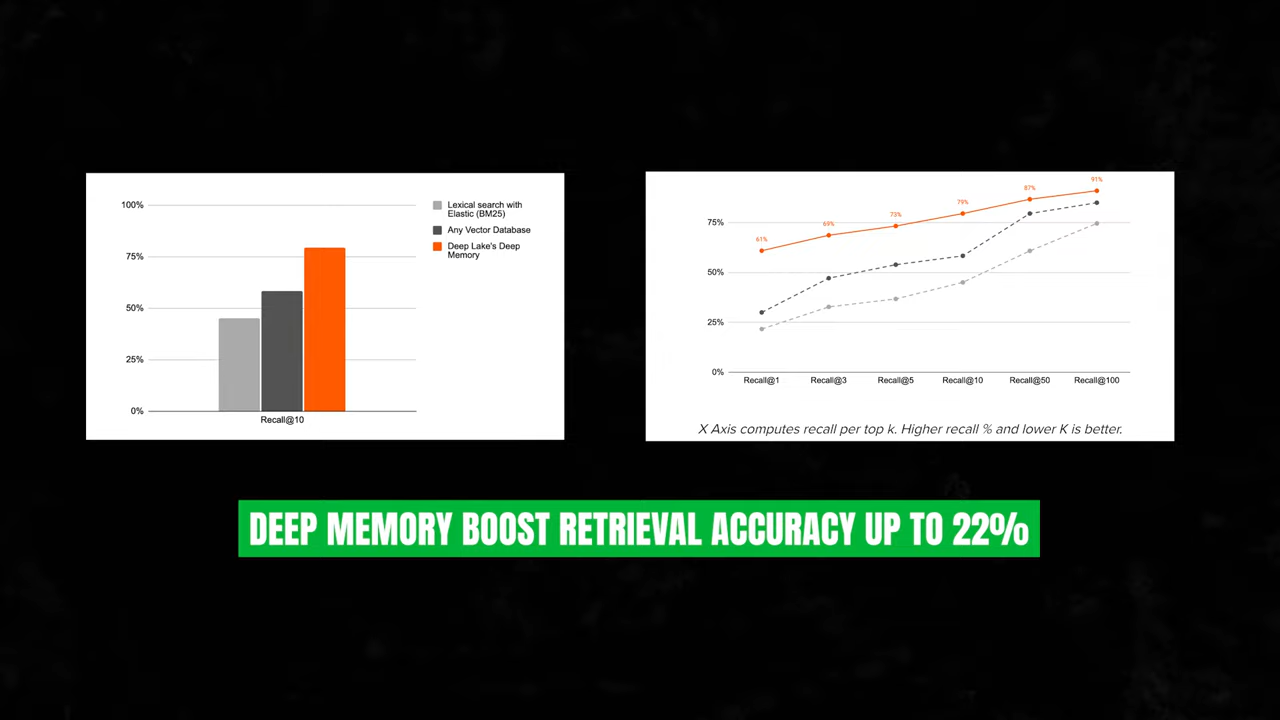 100%
75%
50%
25%
0%
Recall@10
Lexical search with
Elastic (BM25)
Any Vector Database
Deep Lake's Deep
Memory
75%
50%
25%
0%
61%
69%
73%
79%
87%
91%
Recall@1
Recall@3
Recall@5
Recall@10
Recall@50
Recall@100
X Axis computes recall per top k. Higher recall % and lower K is better.
DEEP MEMORY BOOST RETRIEVAL ACCURACY UP TO 22%